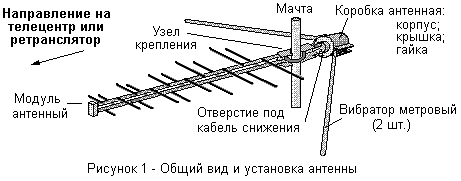 Направление на
телецентр или
ретранслятор
Узел
крепления
Мачта
Коробка антенная:
корпус;
крышка;
гайка
Модуль
антенный
Отверстие под
кабель снижения
Вибратор метровый
(2 шт.)
Рисунок 1 - Общий вид и установка антенны